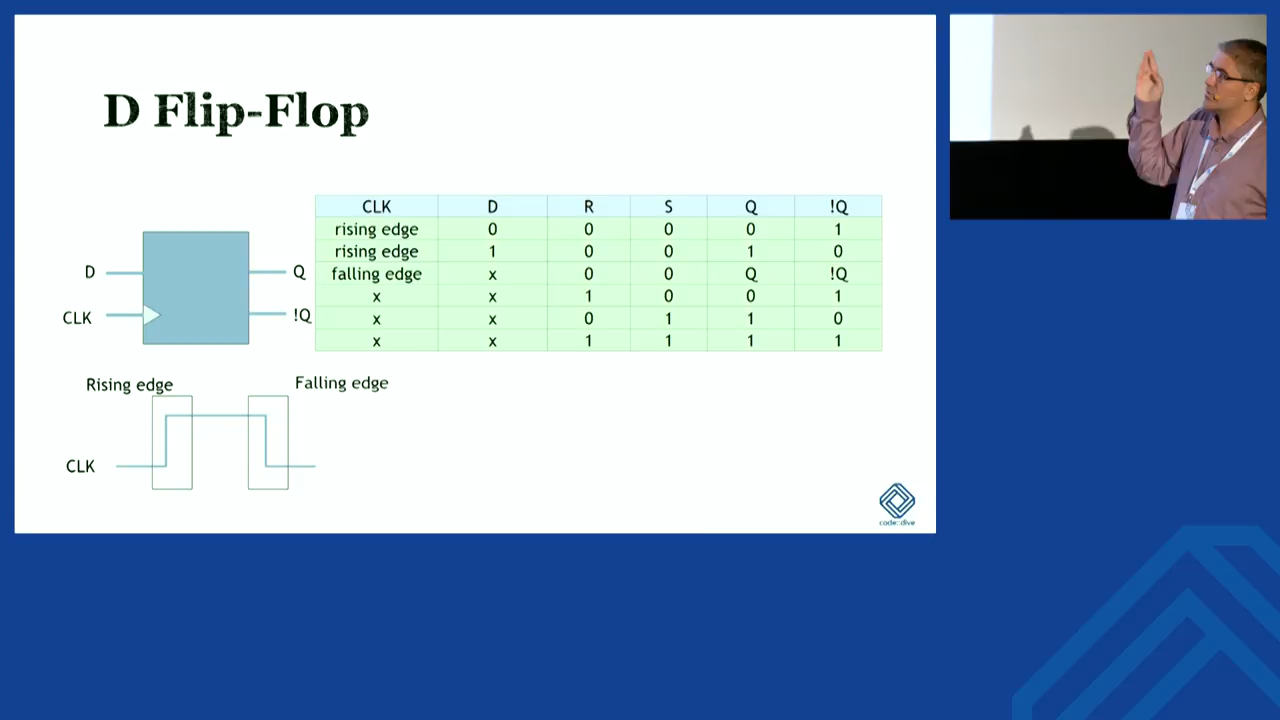 D Flip-Flop
CLK D R S Q !Q
rising edge 0 0 0 0 1
rising edge 1 0 0 1 0
falling edge x 0 0 Q !Q
x x 1 0 0 1
x x 0 1 1 0
x x 1 1 1 1
D Q
CLK !Q
Rising edge Falling edge
CLK
code::dive